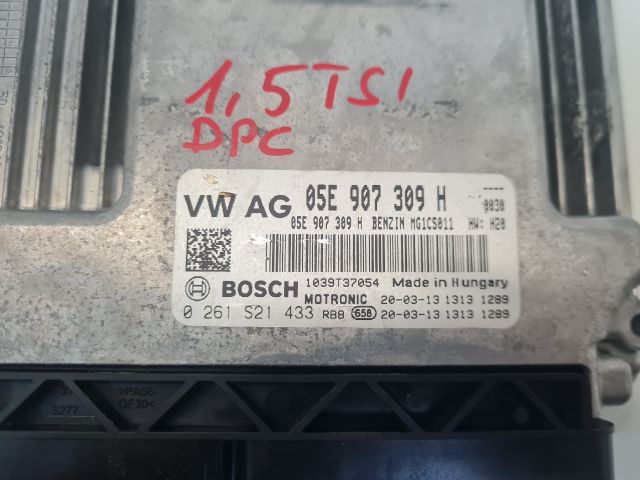 1,5TSI
DPC
VW AG 05E 907 309 H
0030
05E 907 309 H BENZIN MG1CS011 HW: H20
1039T37054 Made in Hungary
BOSCH MOTRONIC 20-03-13 1313 1289
0 261 S21 433 RB8 658 20-03-13 1313 1289
>PA66-
GF30<
8277